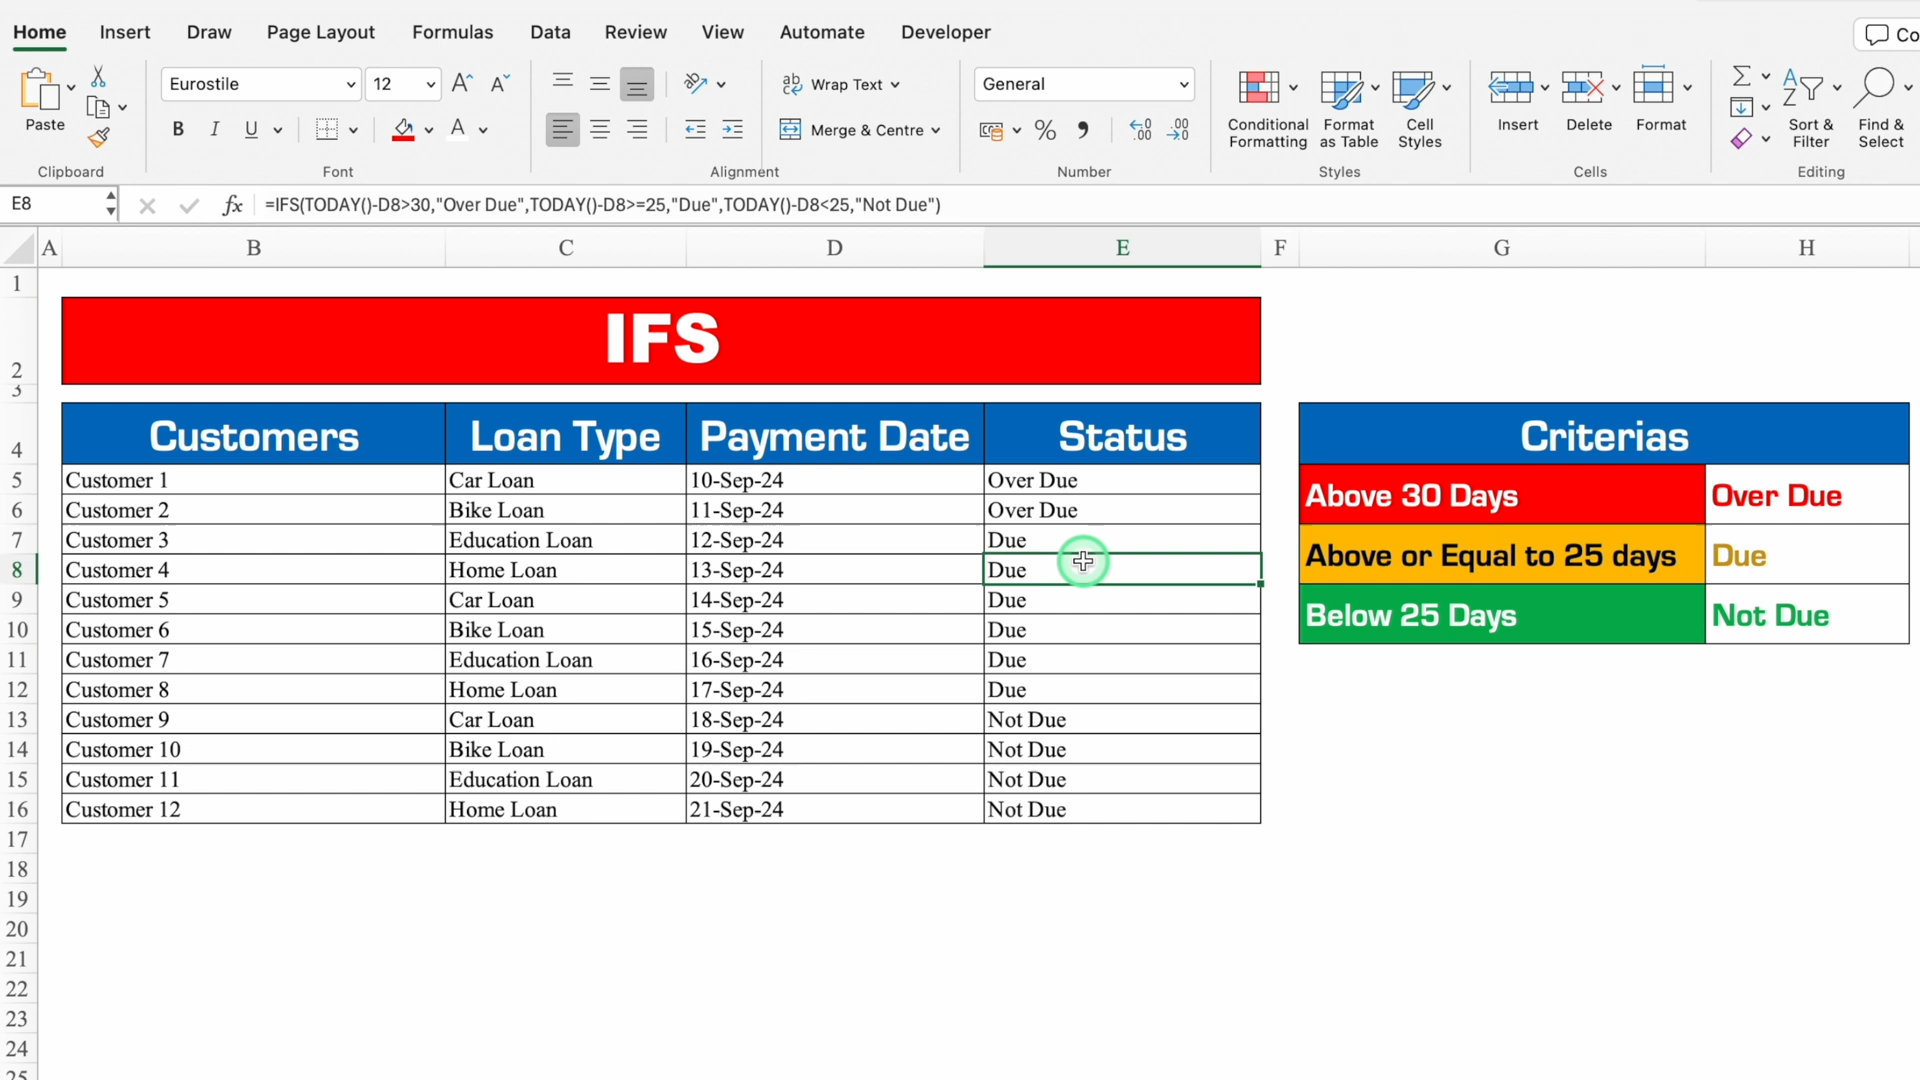 Home Insert Draw Page Layout Formulas Data Review View Automate Developer
Eurostile 12 Wrap Text General
Paste Merge & Centre Conditional Formatting Format as Table Cell Styles Insert Delete Format Sort & Filter Find & Select
Clipboard Font Alignment Number Styles Cells Editing
E8 fx =IFS(TODAY()-D8>30,"Over Due",TODAY()-D8>=25,"Due",TODAY()-D8<25,"Not Due")
A B C D E F G H
1
2 IFS
3
4 Customers Loan Type Payment Date Status Criterias
5 Customer 1 Car Loan 10-Sep-24 Over Due
Above 30 Days Over Due
6 Customer 2 Bike Loan 11-Sep-24 Over Due
7 Customer 3 Education Loan 12-Sep-24 Due
Above or Equal to 25 days Due
8 Customer 4 Home Loan 13-Sep-24 Due
9 Customer 5 Car Loan 14-Sep-24 Due
Below 25 Days Not Due
10 Customer 6 Bike Loan 15-Sep-24 Due
11 Customer 7 Education Loan 16-Sep-24 Due
12 Customer 8 Home Loan 17-Sep-24 Due
13 Customer 9 Car Loan 18-Sep-24 Not Due
14 Customer 10 Bike Loan 19-Sep-24 Not Due
15 Customer 11 Education Loan 20-Sep-24 Not Due
16 Customer 12 Home Loan 21-Sep-24 Not Due
17
18
19
20
21
22
23
24
25